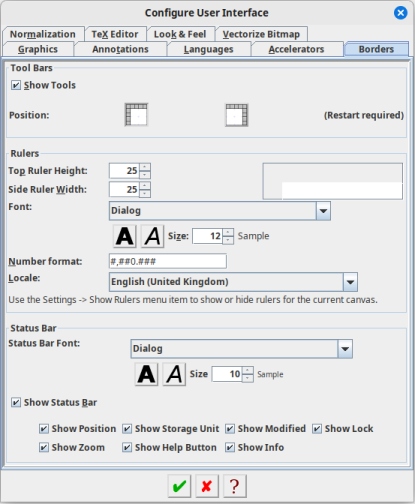 Configure User Interface
Normalization TeX Editor Look & Feel Vectorize Bitmap
Graphics Annotations Languages Accelerators Borders
Tool Bars
Show Tools
Position: (Restart required)
Rulers
Top Ruler Height: 25
Side Ruler Width: 25
Font: Dialog
A A Size: 12 Sample
Number format: #,##0.###
Locale: English (United Kingdom)
Use the Settings -> Show Rulers menu item to show or hide rulers for the current canvas.
Status Bar
Status Bar Font: Dialog
A A Size 10 Sample
Show Status Bar
Show Position Show Storage Unit Show Modified Show Lock
Show Zoom Show Help Button Show Info
?